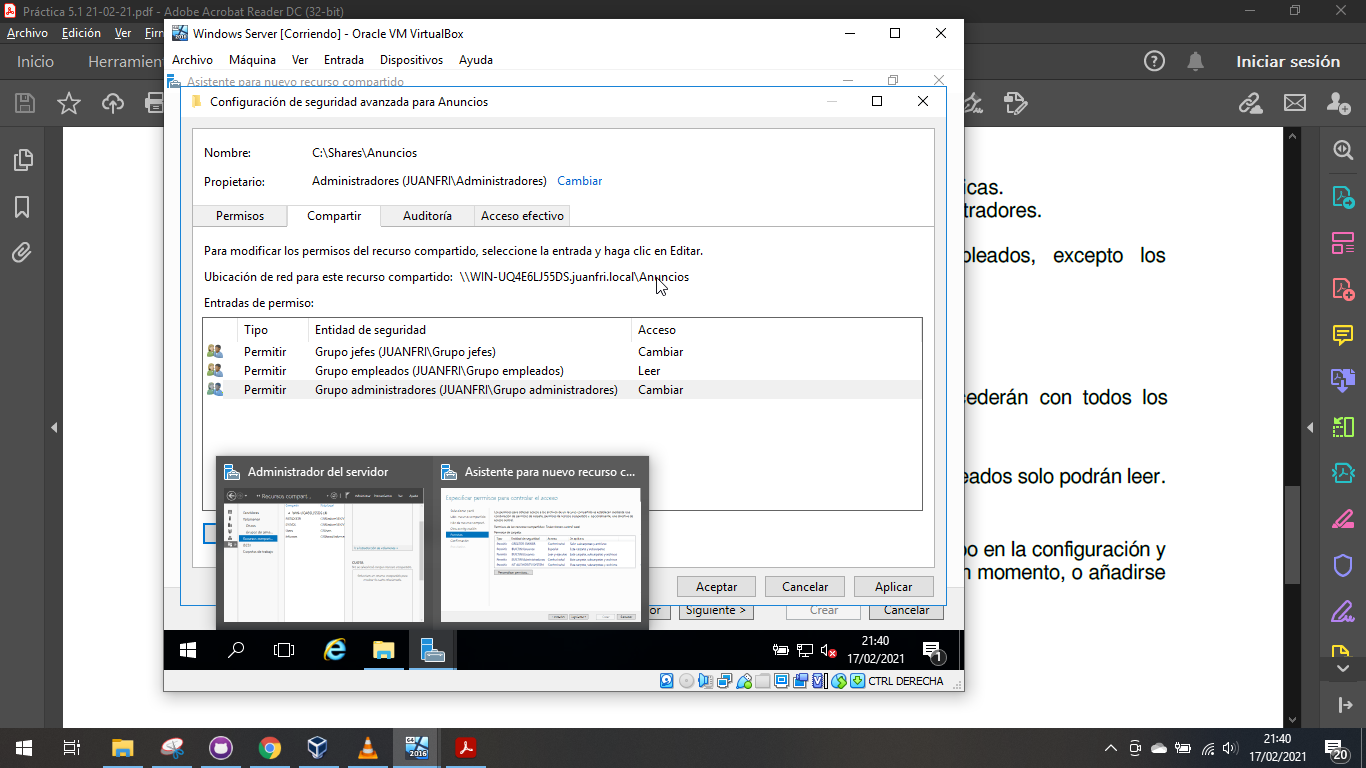 Práctica 5.1 21-02-21.pdf - Adobe Acrobat Reader DC (32-bit)
Archivo Edición Ver Firm
Inicio Herramien
Iniciar sesión
Windows Server [Corriendo] - Oracle VM VirtualBox
Archivo Máquina Ver Entrada Dispositivos Ayuda
Asistente para nuevo recurso compartido
Configuración de seguridad avanzada para Anuncios
Nombre: C:\Shares\Anuncios
Propietario: Administradores (JUANFRI\Administradores) Cambiar
Permisos Compartir Auditoría Acceso efectivo
Para modificar los permisos del recurso compartido, seleccione la entrada y haga clic en Editar.
Ubicación de red para este recurso compartido: \\WIN-UQ4E6LJ55DS.juanfri.local\Anuncios
Entradas de permiso:
Tipo Entidad de seguridad Acceso
Permitir Grupo jefes (JUANFRI\Grupo jefes) Cambiar
Permitir Grupo empleados (JUANFRI\Grupo empleados) Leer
Permitir Grupo administradores (JUANFRI\Grupo administradores) Cambiar
Administrador del servidor
Asistente para nuevo recurso c...
Aceptar Cancelar Aplicar
or Siguiente > Crear Cancelar
21:40
17/02/2021
1
CTRL DERECHA
icas.
tradores.
pleados, excepto los
cederán con todos los
eados solo podrán leer.
po en la configuración y
n momento, o añadirse
64
2016
21:40
17/02/2021
20